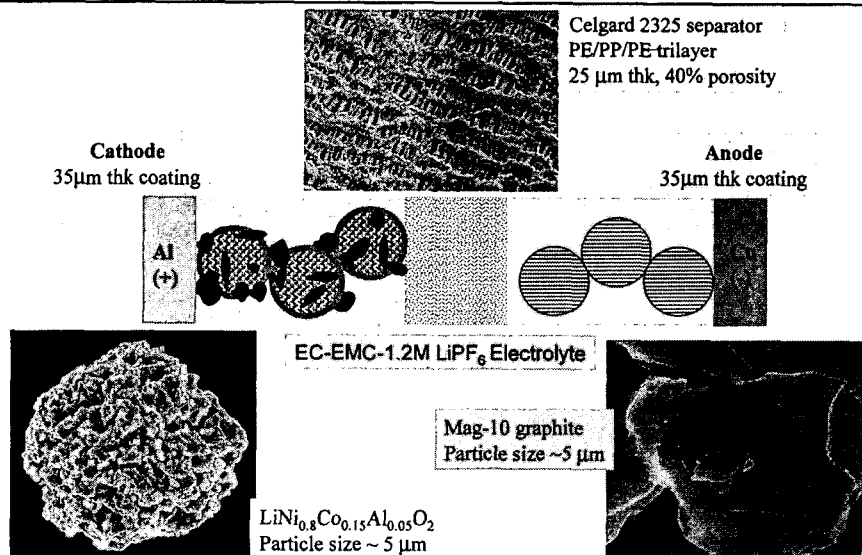 Celgard 2325 separator
PE/PP/PE trilayer
25 μm thk, 40% porosity
Cathode
35μm thk coating
Anode
35μm thk coating
Al
(+)
Cu
EC-EMC-1.2M LiPF₆ Electrolyte
Mag-10 graphite
Particle size ~5 μm
LiNi₀.₈Co₀.₁₅Al₀.₀₅O₂
Particle size ~ 5 μm